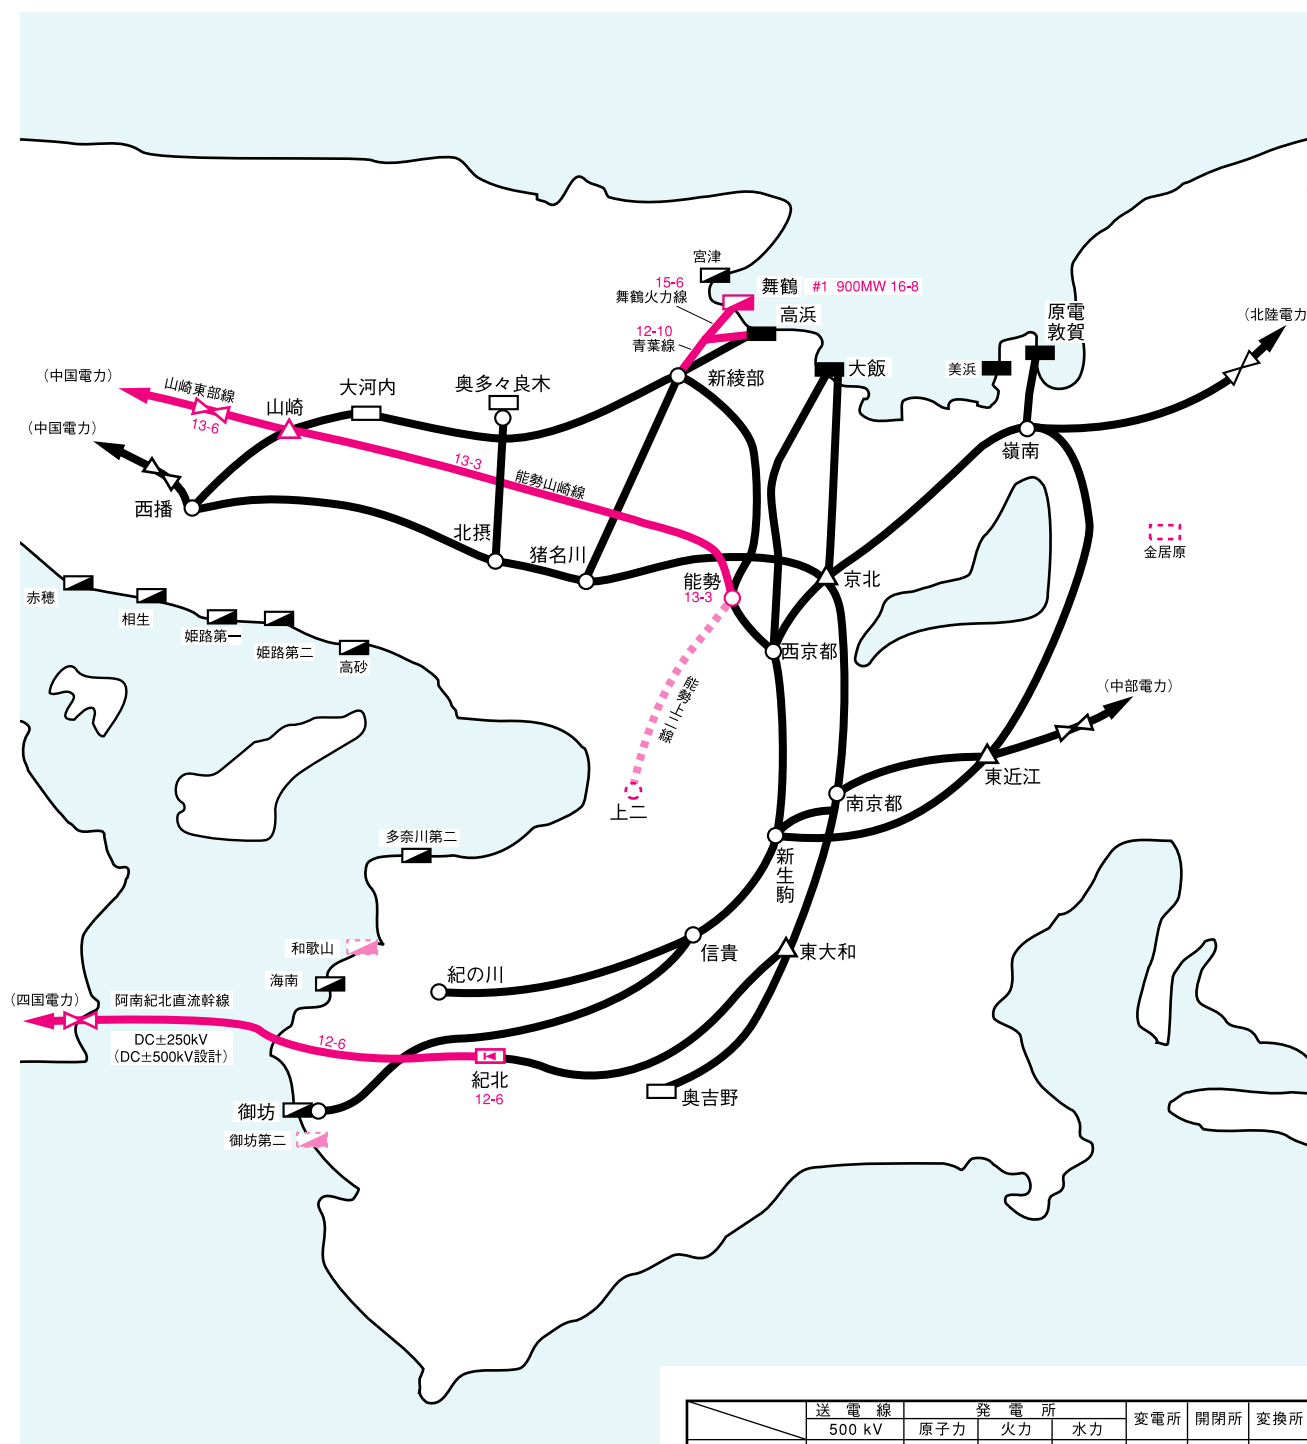 宮津
15-6
舞鶴火力線
舞鶴 #1 900MW 16-8
高浜
12-10
青葉線
原電
敦賀
(北陸電力)
美浜
大飯
新綾部
(中国電力)
山崎東部線
13-6
山崎
大河内
奥多々良木
(中国電力)
嶺南
13-3
能勢山崎線
西播
北摂
猪名川
能勢
13-3
京北
金居原
赤穂
相生
姫路第一
姫路第二
高砂
西京都
能勢上二線
(中部電力)
東近江
上二
南京都
多奈川第二
新生駒
和歌山
海南
信貴
東大和
紀の川
(四国電力)
阿南紀北直流幹線
DC±250kV
(DC±500kV設計)
12-6
紀北
12-6
奥吉野
御坊
御坊第二
送電線 発電所 変電所 開閉所 変換所
500 kV 原子力 火力 水力